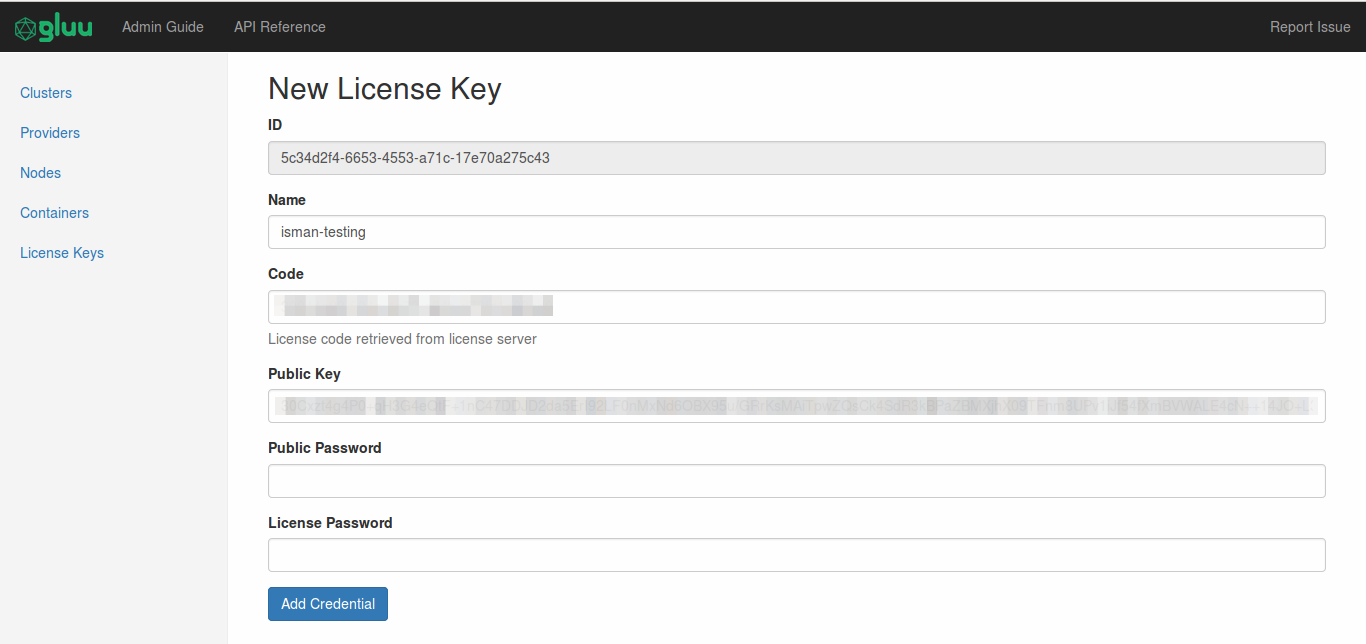 gluu
Admin Guide
API Reference
Report Issue
Clusters
Providers
Nodes
Containers
License Keys
New License Key
ID
5c34d2f4-6653-4553-a71c-17e70a275c43
Name
isman-testing
Code
License code retrieved from license server
Public Key
Public Password
License Password
Add Credential